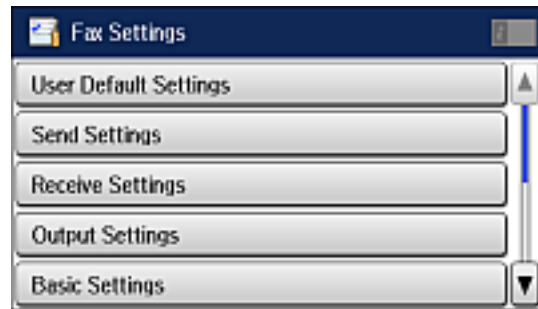 Fax Settings
User Default Settings
Send Settings
Receive Settings
Output Settings
Basic Settings